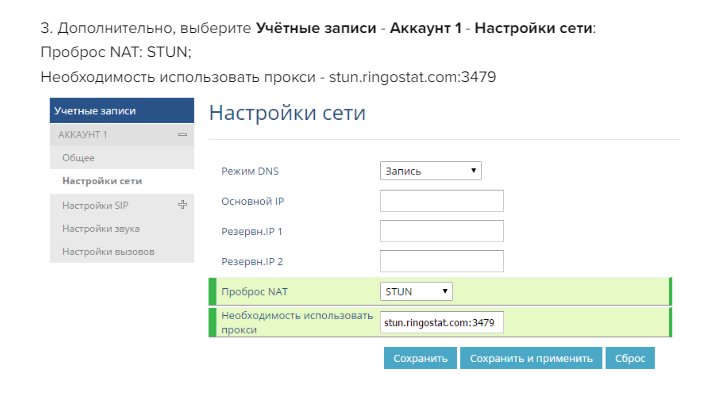 3. Дополнительно, выберите Учётные записи - Аккаунт 1 - Настройки сети:
Проброс NAT: STUN;
Необходимость использовать прокси - stun.ringostat.com:3479
Учетные записи
АККАУНТ 1
Общее
Настройки сети
Настройки SIP
Настройки звука
Настройки вызовов
Настройки сети
Режим DNS
Запись
Основной IP
Резервн.IP 1
Резервн.IP 2
Проброс NAT
STUN
Необходимость использовать
прокси
stun.ringostat.com:3479
Сохранить
Сохранить и применить
Сброс